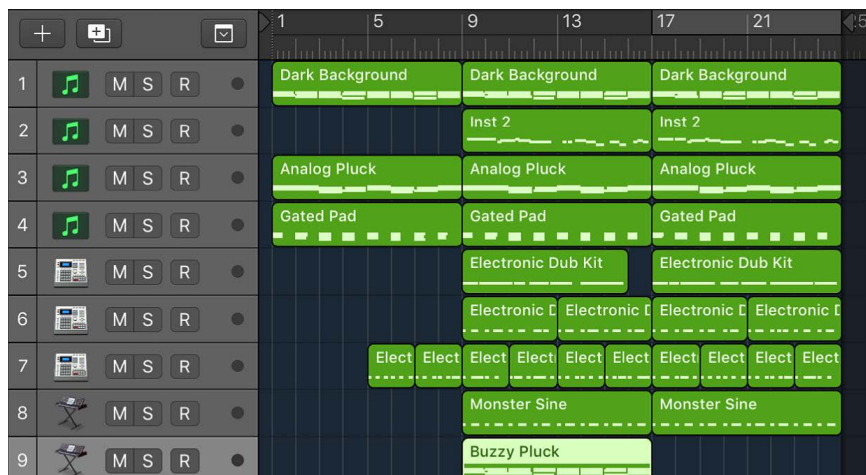 1 5 9 13 17 21
1 M S R Dark Background Dark Background Dark Background
2 M S R Inst 2 Inst 2
3 M S R Analog Pluck Analog Pluck Analog Pluck
4 M S R Gated Pad Gated Pad Gated Pad
5 M S R Electronic Dub Kit Electronic Dub Kit
6 M S R Electronic Electronic Electronic Electronic
7 M S R Elect Elect Elect Elect Elect Elect Elect Elect Elect Elect
8 M S R Monster Sine Monster Sine
9 M S R Buzzy Pluck